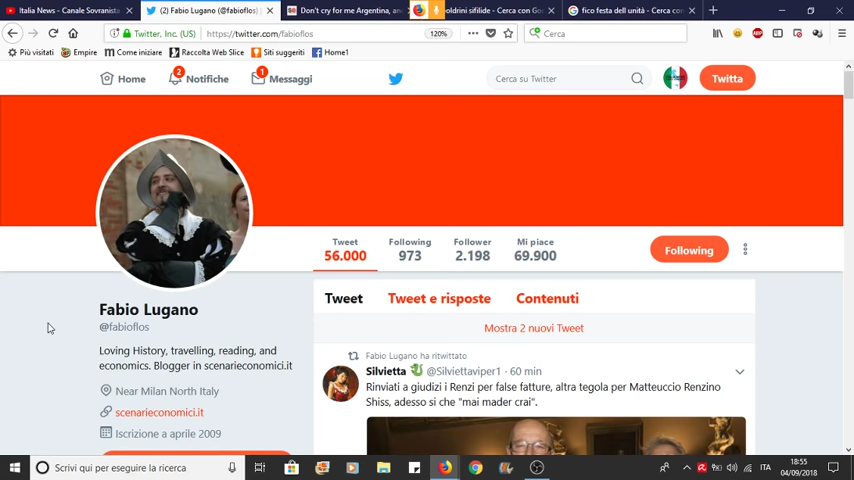 Italia News - Canale Sovranista
Fabio Lugano (@fabioflos)
Don't cry for me Argentina, an
boldrini sifilide - Cerca con Goo
fico festa dell unità - Cerca con
Twitter, Inc. (US)
https://twitter.com/fabioflos
120%
Cerca
Più visitati
Empire
Come iniziare
Raccolta Web Slice
Siti suggeriti
Home1
Home
2
Notifiche
1
Messaggi
Cerca su Twitter
Twitta
Tweet
Following
Follower
Mi piace
56.000
973
2.198
69.900
Following
Fabio Lugano
@fabioflos
Loving History, travelling, reading, and
economics. Blogger in scenarieconomici.it
Near Milan North Italy
scenarieconomici.it
Iscrizione a aprile 2009
Tweet
Tweet e risposte
Contenuti
Mostra 2 nuovi Tweet
Fabio Lugano ha ritwittato
Silvietta @Silviettaviper1 · 60 min
Rinviati a giudizi i Renzi per false fatture, altra tegola per Matteuccio Renzino
Shiss, adesso si che "mai mader crai".
Scrivi qui per eseguire la ricerca
ITA
18:55
04/09/2018